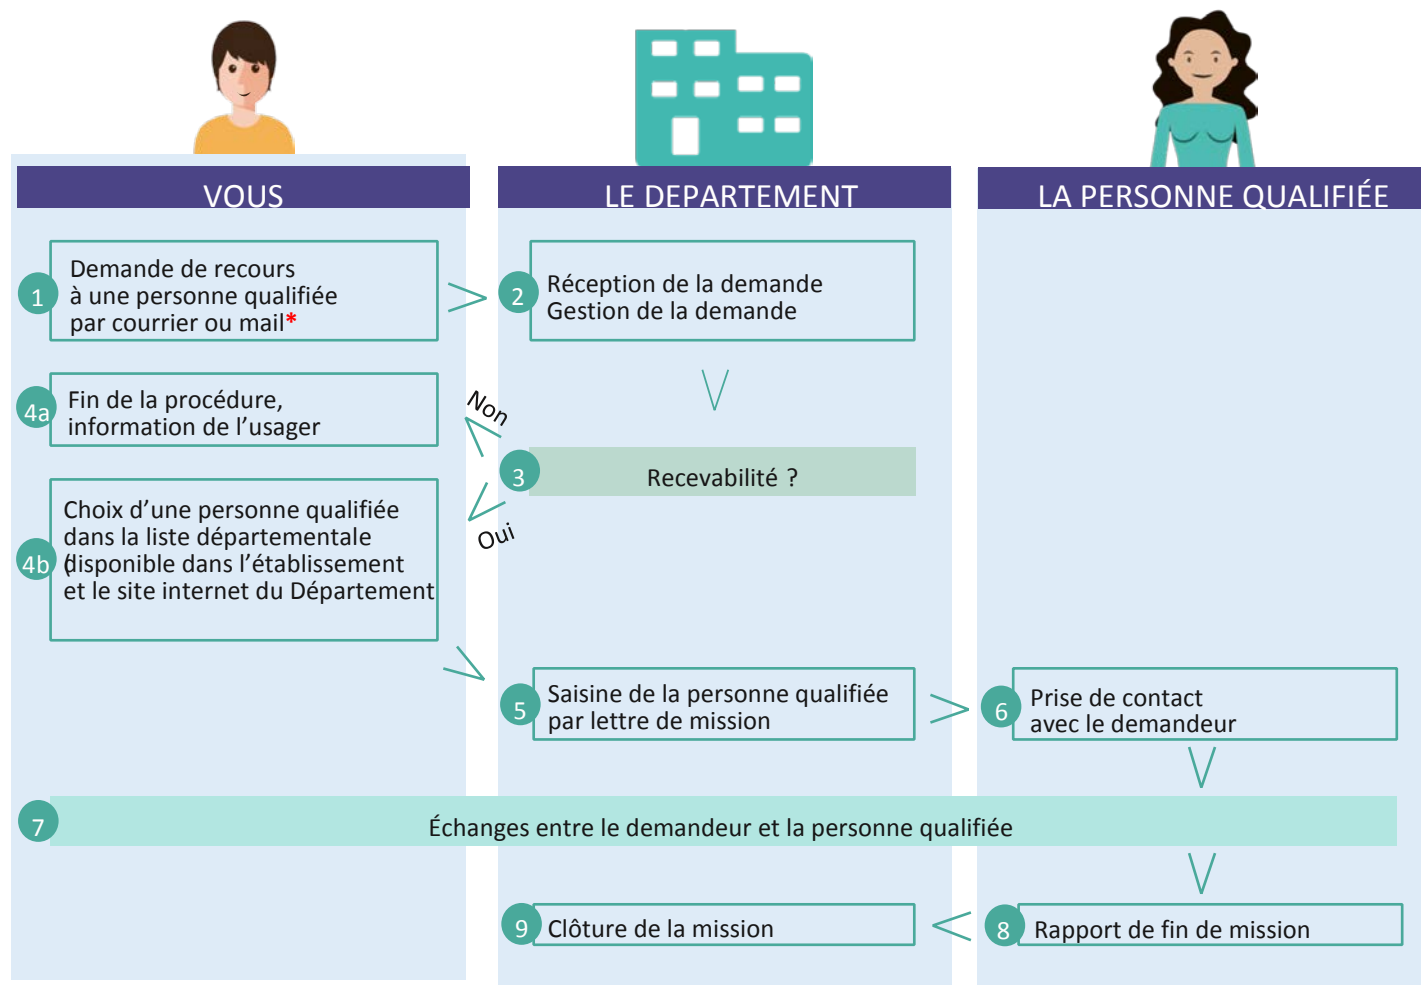 VOUS
LE DEPARTEMENT
LA PERSONNE QUALIFIÉE
1
Demande de recours
à une personne qualifiée
par courrier ou mail*
2
Réception de la demande
Gestion de la demande
4a
Fin de la procédure,
information de l’usager
Non
3
Recevabilité ?
Oui
4b
Choix d’une personne qualifiée
dans la liste départementale
(disponible dans l’établissement
et le site internet du Département
5
Saisine de la personne qualifiée
par lettre de mission
6
Prise de contact
avec le demandeur
7
Échanges entre le demandeur et la personne qualifiée
9
Clôture de la mission
8
Rapport de fin de mission